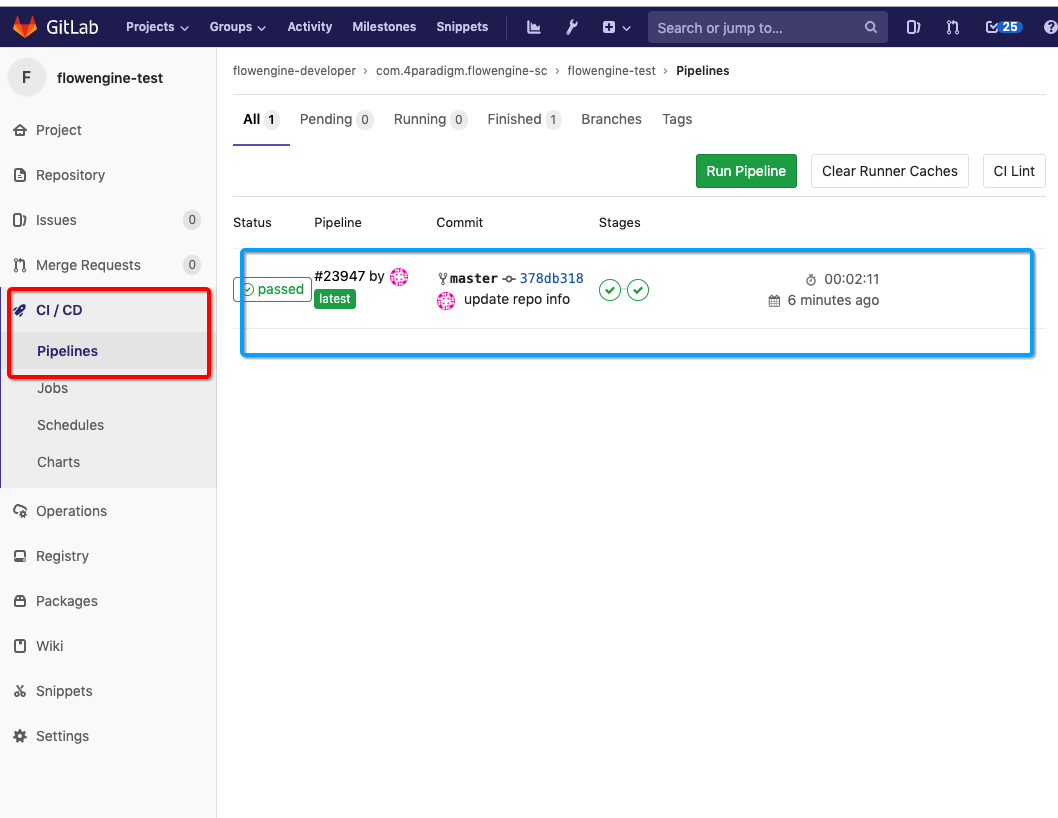 GitLab Projects Groups Activity Milestones Snippets Search or jump to... 25
F flowengine-test
Project
Repository
Issues 0
Merge Requests 0
CI / CD
Pipelines
Jobs
Schedules
Charts
Operations
Registry
Packages
Wiki
Snippets
Settings
flowengine-developer › com.4paradigm.flowengine-sc › flowengine-test › Pipelines
All 1 Pending 0 Running 0 Finished 1 Branches Tags
Run Pipeline Clear Runner Caches CI Lint
Status Pipeline Commit Stages
passed #23947 by master 378db318 00:02:11
latest update repo info 6 minutes ago